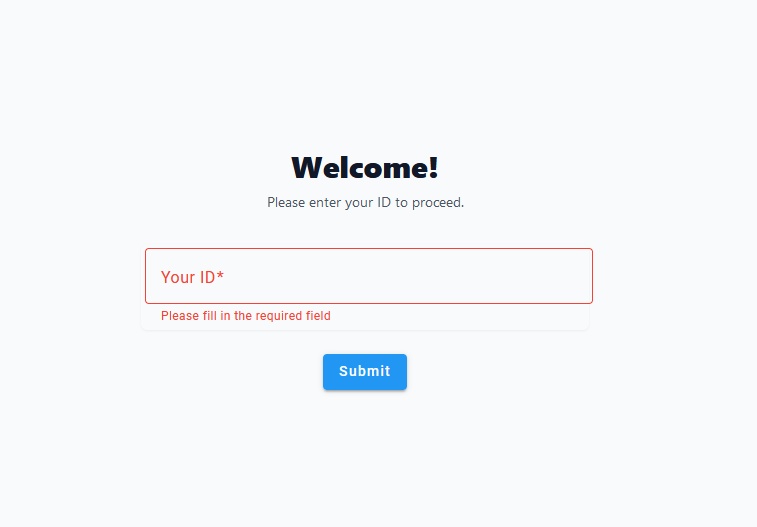 Welcome!
Please enter your ID to proceed.
Your ID*
Please fill in the required field
Submit